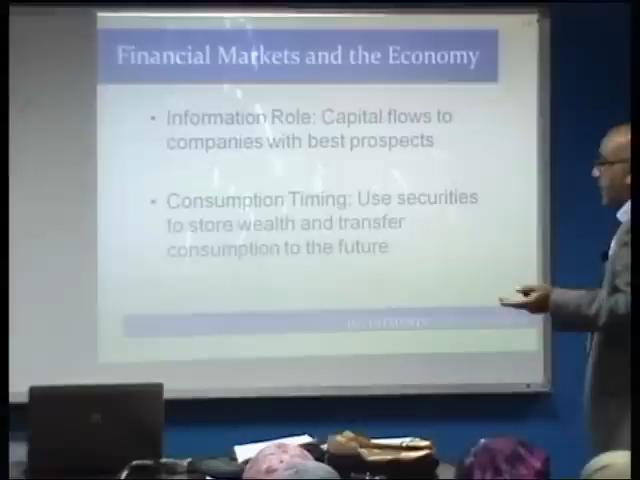 Financial Markets and the Economy
• Information Role: Capital flows to
companies with best prospects
• Consumption Timing: Use securities
to store wealth and transfer
consumption to the future